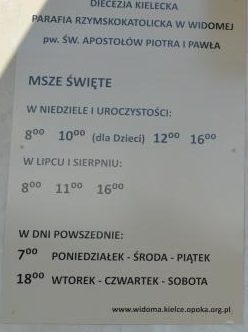 DIECEZJA KIELECKA
PARAFIA RZYMSKOKATOLICKA W WIDOMEJ
pw. ŚW. APOSTOŁÓW PIOTRA I PAWŁA
MSZE ŚWIĘTE
W NIEDZIELE I UROCZYSTOŚCI:
8⁰⁰ 10⁰⁰ (dla Dzieci) 12⁰⁰ 16⁰⁰
W LIPCU I SIERPNIU:
8⁰⁰ 11⁰⁰ 16⁰⁰
W DNI POWSZEDNIE:
7⁰⁰ PONIEDZIAŁEK - ŚRODA - PIĄTEK
18⁰⁰ WTOREK - CZWARTEK - SOBOTA
www.widoma.kielce.opoka.org.pl